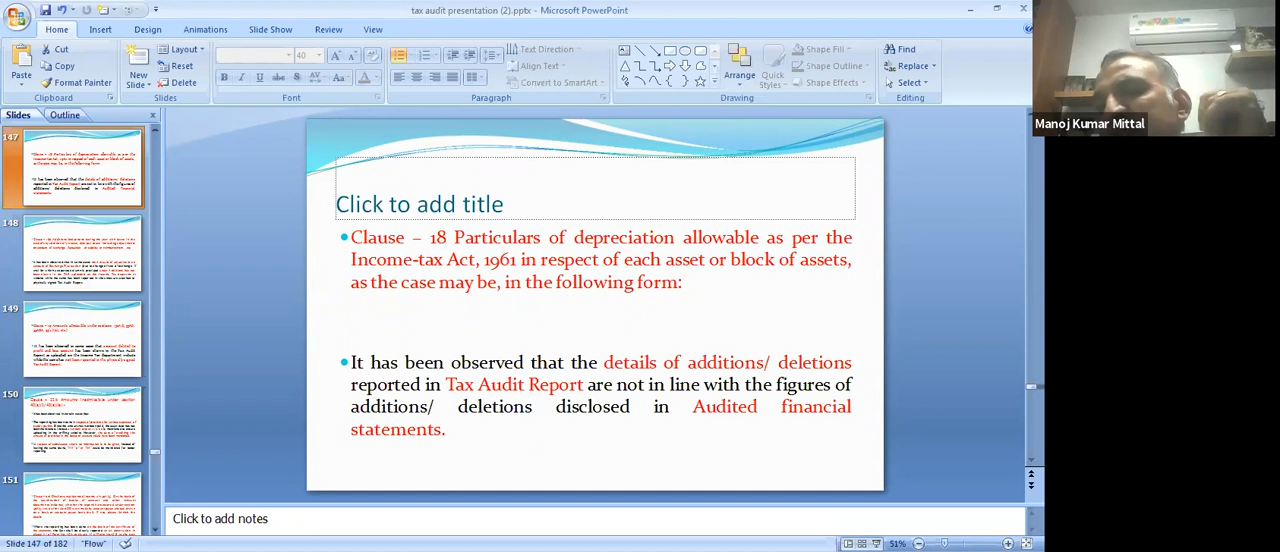 tax audit presentation (2).pptx - Microsoft PowerPoint
Home Insert Design Animations Slide Show Review View
Cut
Copy
Format Painter
Paste
Clipboard
New
Slide
Layout
Reset
Delete
Slides
40
Font
Text Direction
Align Text
Convert to SmartArt
Paragraph
Arrange
Quick
Styles
Shape Fill
Shape Outline
Shape Effects
Drawing
Find
Replace
Select
Editing
Manoj Kumar Mittal
Slides Outline
147
148
149
150
151
Click to add title
Clause – 18 Particulars of depreciation allowable as per the
Income-tax Act, 1961 in respect of each asset or block of assets,
as the case may be, in the following form:
It has been observed that the details of additions/ deletions
reported in Tax Audit Report are not in line with the figures of
additions/ deletions disclosed in Audited financial
statements.
Click to add notes
Slide 147 of 182 "Flow" 51%